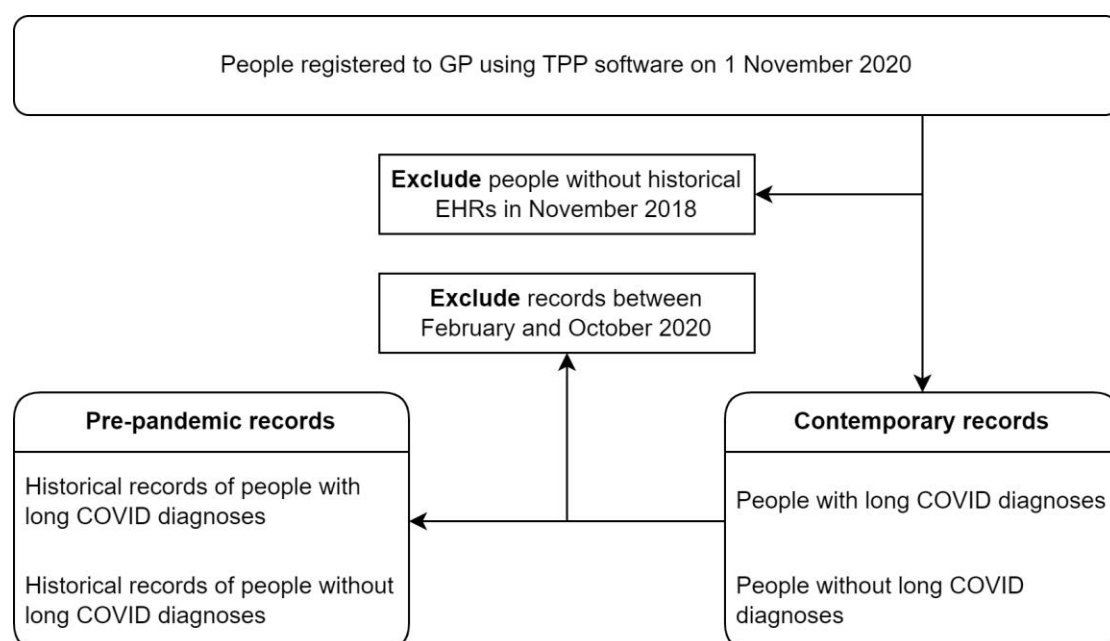 People registered to GP using TPP software on 1 November 2020
Exclude people without historical
EHRs in November 2018
Exclude records between
February and October 2020
Pre-pandemic records
Historical records of people with
long COVID diagnoses
Historical records of people without
long COVID diagnoses
Contemporary records
People with long COVID diagnoses
People without long COVID
diagnoses